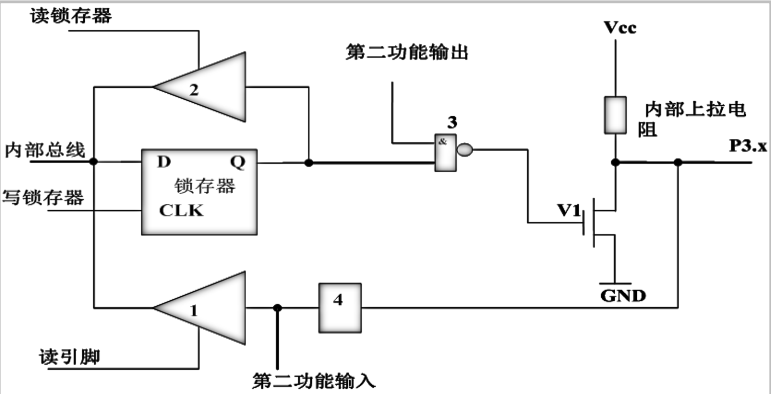 读锁存器
Vcc
第二功能输出
2
3
内部上拉电
阻
&
P3.x
内部总线
D
Q
锁存器
写锁存器
CLK
V1
GND
4
1
读引脚
第二功能输入